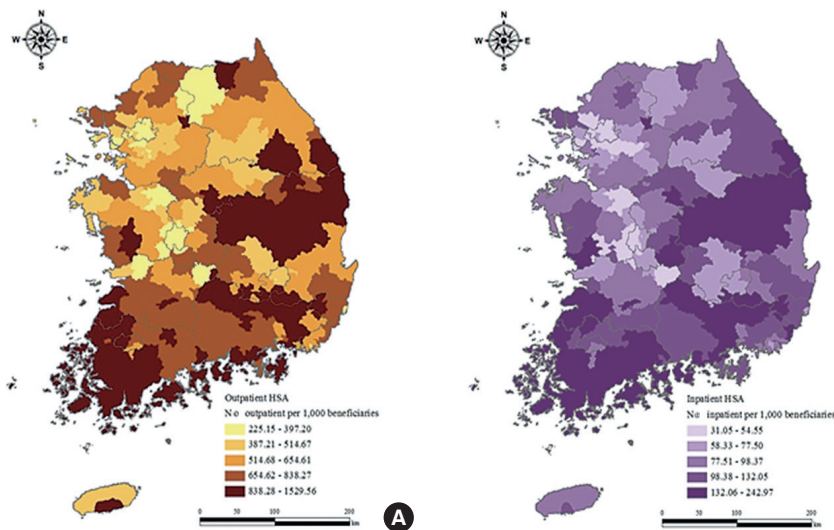 N
W
E
S
Outpatient HSA
No outpatient per 1,000 beneficiaries
225.15 - 397.20
387.21 - 514.67
514.68 - 654.61
654.62 - 838.27
838.28 - 1529.56
0
50
100
200
km
A
N
W
E
S
Inpatient HSA
No inpatient per 1,000 beneficiaries
31.05 - 54.55
58.33 - 77.50
77.51 - 98.37
98.38 - 132.05
132.06 - 242.97
0
50
100
200
km